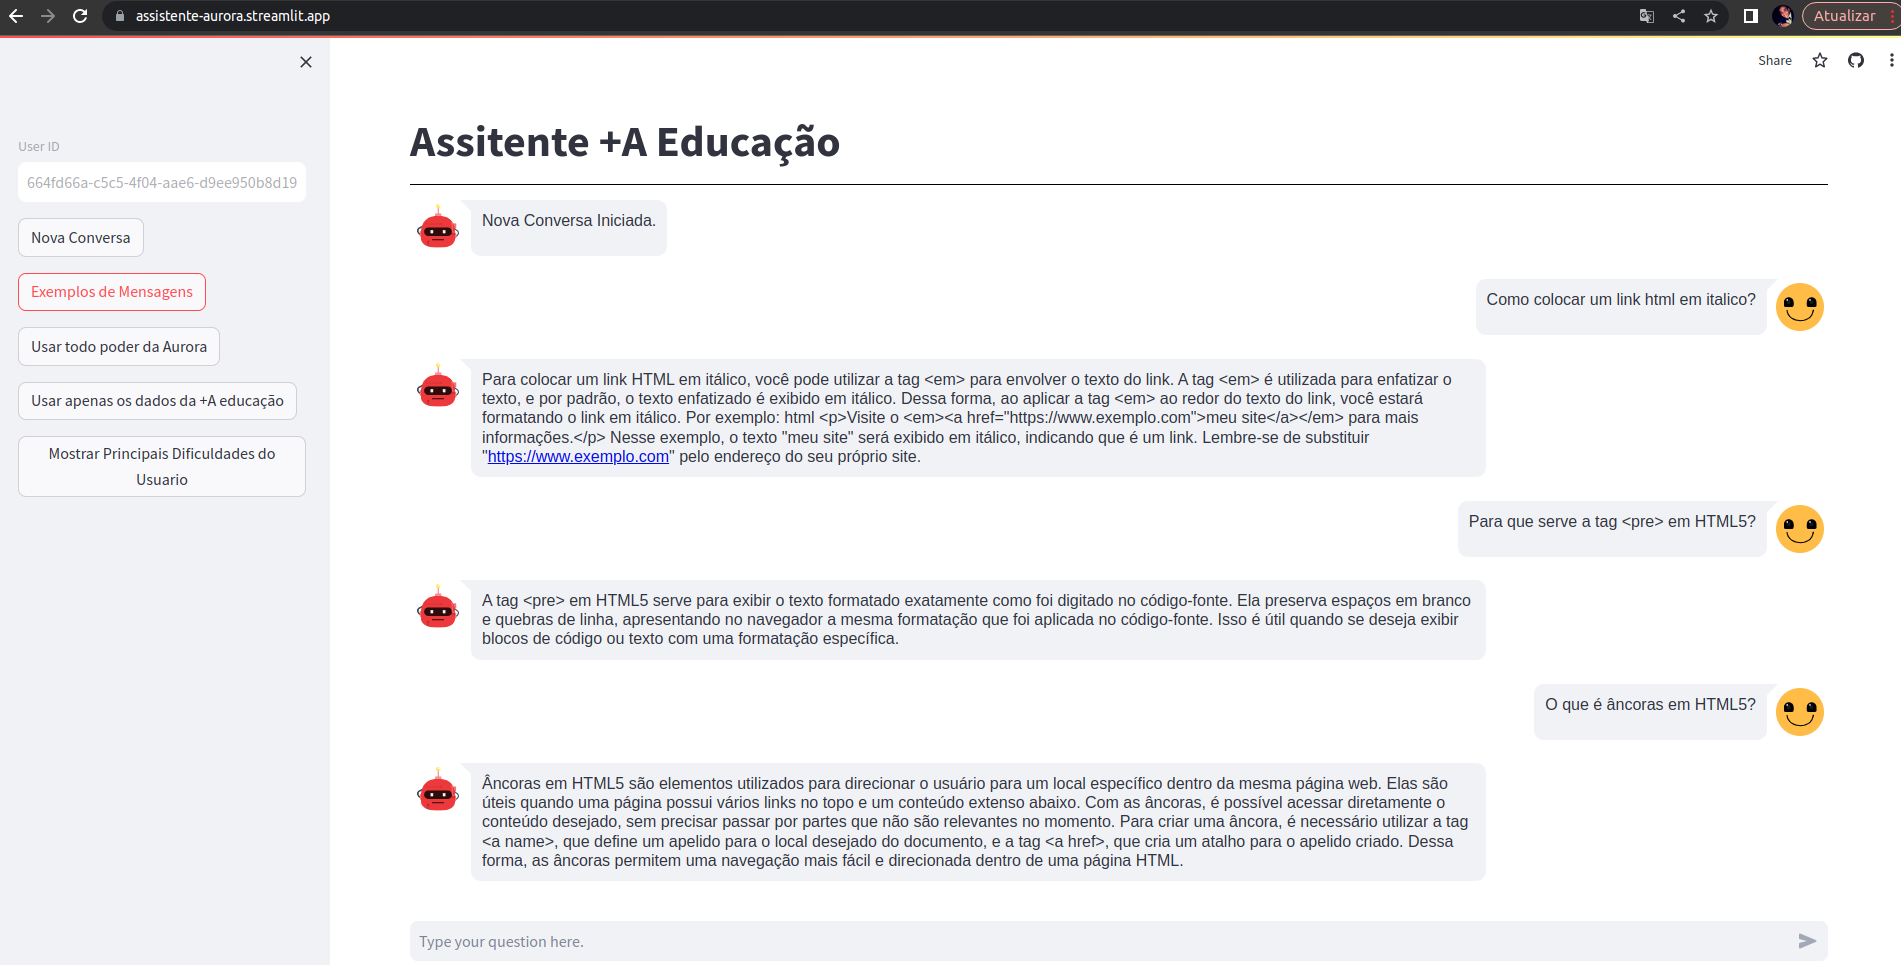 assistente-aurora.streamlit.app
Atualizar
Share
User ID
664fd66a-c5c5-4f04-aae6-d9ee950b8d19
Nova Conversa
Exemplos de Mensagens
Usar todo poder da Aurora
Usar apenas os dados da +A educação
Mostrar Principais Dificuldades do
Usuario
Assitente +A Educação
Nova Conversa Iniciada.
Como colocar um link html em italico?
Para colocar um link HTML em itálico, você pode utilizar a tag <em> para envolver o texto do link. A tag <em> é utilizada para enfatizar o
texto, e por padrão, o texto enfatizado é exibido em itálico. Dessa forma, ao aplicar a tag <em> ao redor do texto do link, você estará
formatando o link em itálico. Por exemplo: html <p>Visite o <em><a href="https://www.exemplo.com">meu site</a></em> para mais
informações.</p> Nesse exemplo, o texto "meu site" será exibido em itálico, indicando que é um link. Lembre-se de substituir
"https://www.exemplo.com" pelo endereço do seu próprio site.
Para que serve a tag <pre> em HTML5?
A tag <pre> em HTML5 serve para exibir o texto formatado exatamente como foi digitado no código-fonte. Ela preserva espaços em branco
e quebras de linha, apresentando no navegador a mesma formatação que foi aplicada no código-fonte. Isso é útil quando se deseja exibir
blocos de código ou texto com uma formatação específica.
O que é âncoras em HTML5?
Âncoras em HTML5 são elementos utilizados para direcionar o usuário para um local específico dentro da mesma página web. Elas são
úteis quando uma página possui vários links no topo e um conteúdo extenso abaixo. Com as âncoras, é possível acessar diretamente o
conteúdo desejado, sem precisar passar por partes que não são relevantes no momento. Para criar uma âncora, é necessário utilizar a tag
<a name>, que define um apelido para o local desejado do documento, e a tag <a href>, que cria um atalho para o apelido criado. Dessa
forma, as âncoras permitem uma navegação mais fácil e direcionada dentro de uma página HTML.
Type your question here.